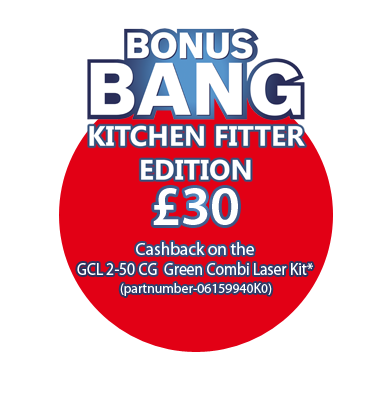 BONUS
BANG
KITCHEN FITTER
EDITION
£30
Cashback on the
GCL 2-50 CG Green Combi Laser Kit*
(partnumber-06159940K0)